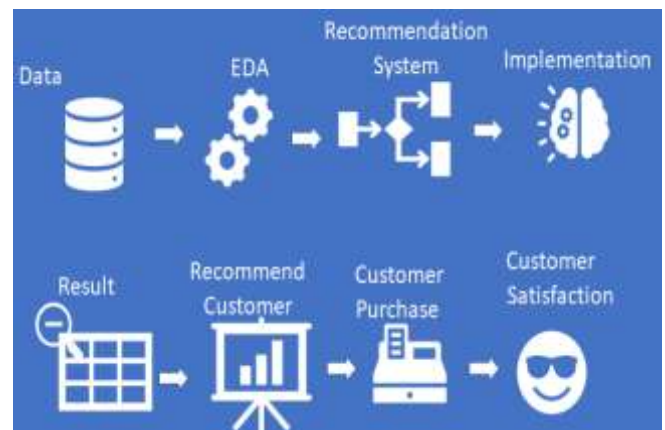 Data
EDA
Recommendation
System
Implementation
Result
Recommend
Customer
Customer
Purchase
Customer
Satisfaction